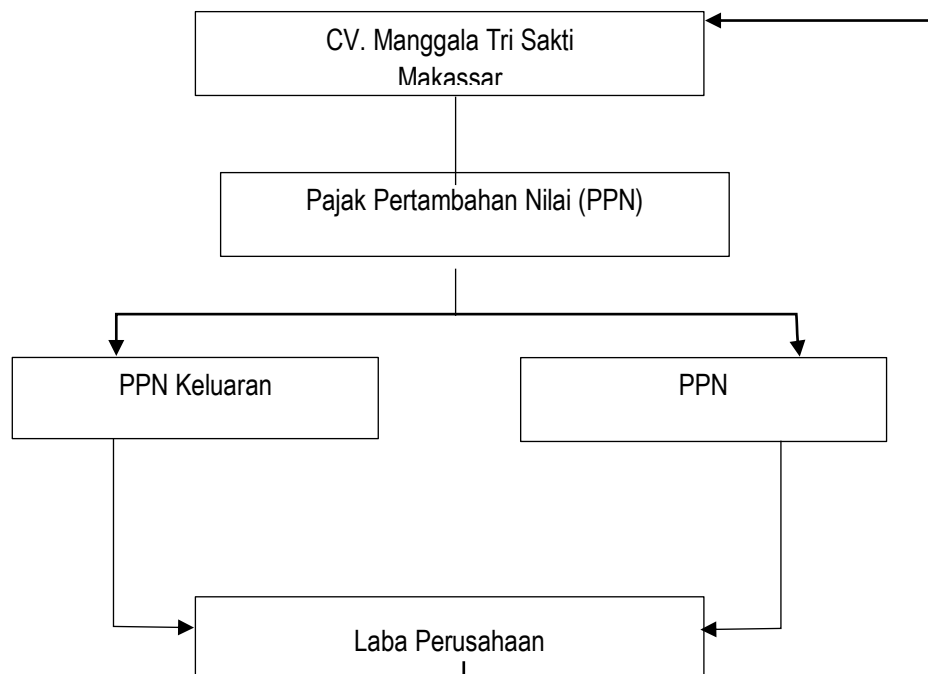 CV. Manggala Tri Sakti
Makassar
Pajak Pertambahan Nilai (PPN)
PPN Keluaran
PPN
Laba Perusahaan